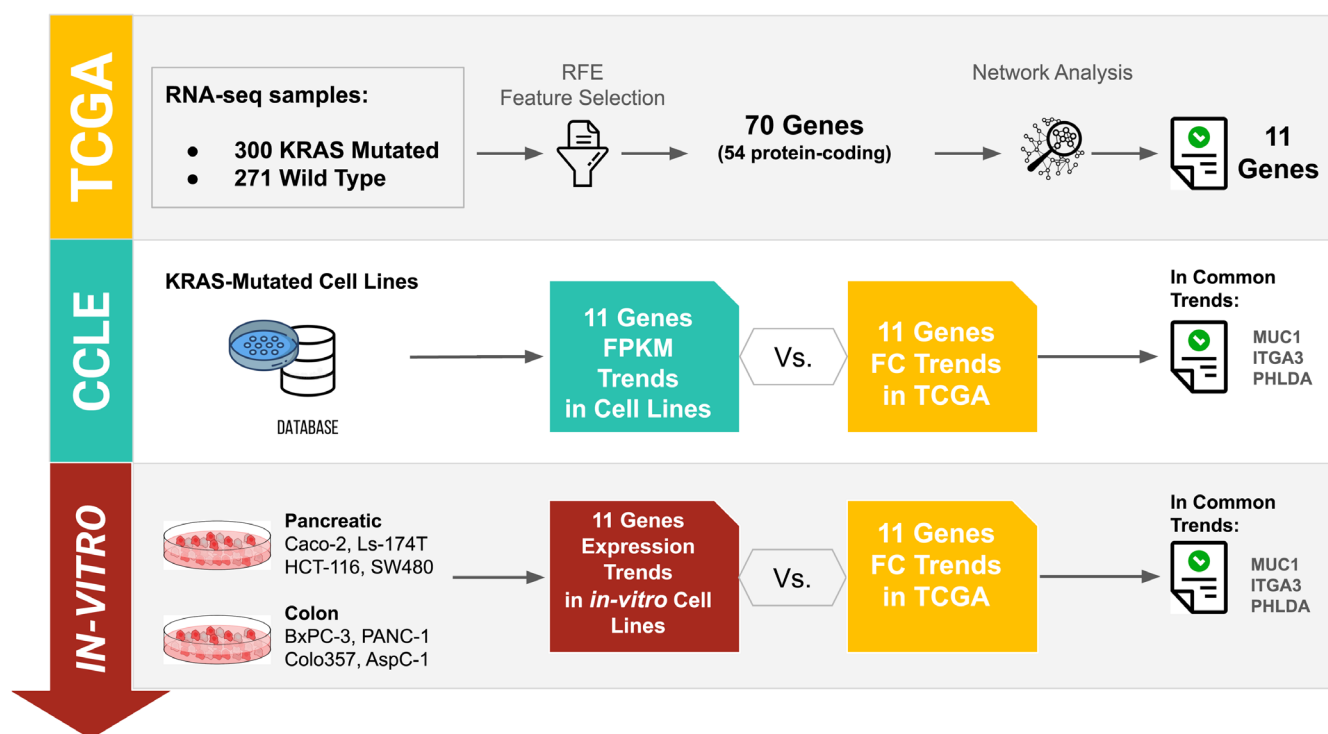 TCGA
RNA-seq samples:
● 300 KRAS Mutated
● 271 Wild Type
RFE
Feature Selection
70 Genes
(54 protein-coding)
Network Analysis
11
Genes
CCLE
KRAS-Mutated Cell Lines
DATABASE
11 Genes
FPKM
Trends
in Cell Lines
Vs.
11 Genes
FC Trends
in TCGA
In Common
Trends:
MUC1
ITGA3
PHLDA
IN-VITRO
Pancreatic
Caco-2, Ls-174T
HCT-116, SW480
Colon
BxPC-3, PANC-1
Colo357, AspC-1
11 Genes
Expression
Trends
in in-vitro Cell
Lines
Vs.
11 Genes
FC Trends
in TCGA
In Common
Trends:
MUC1
ITGA3
PHLDA